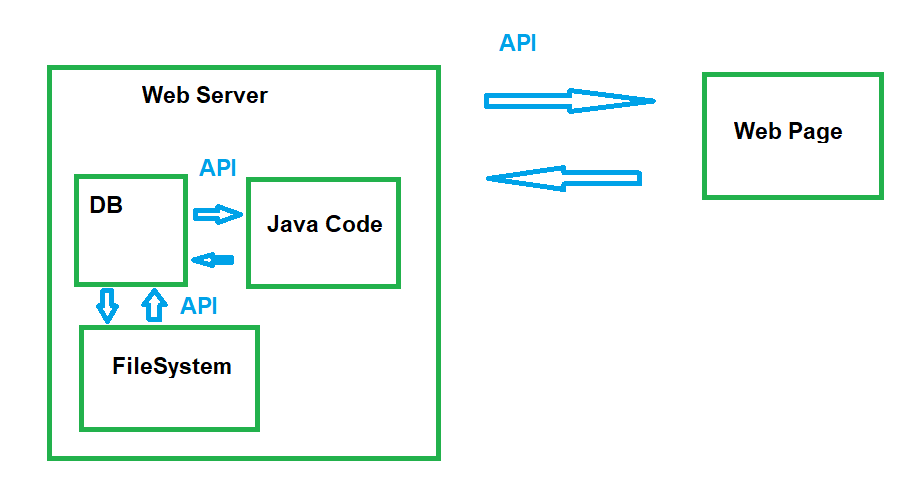 API
Web Server
Web Page
API
DB
Java Code
API
FileSystem